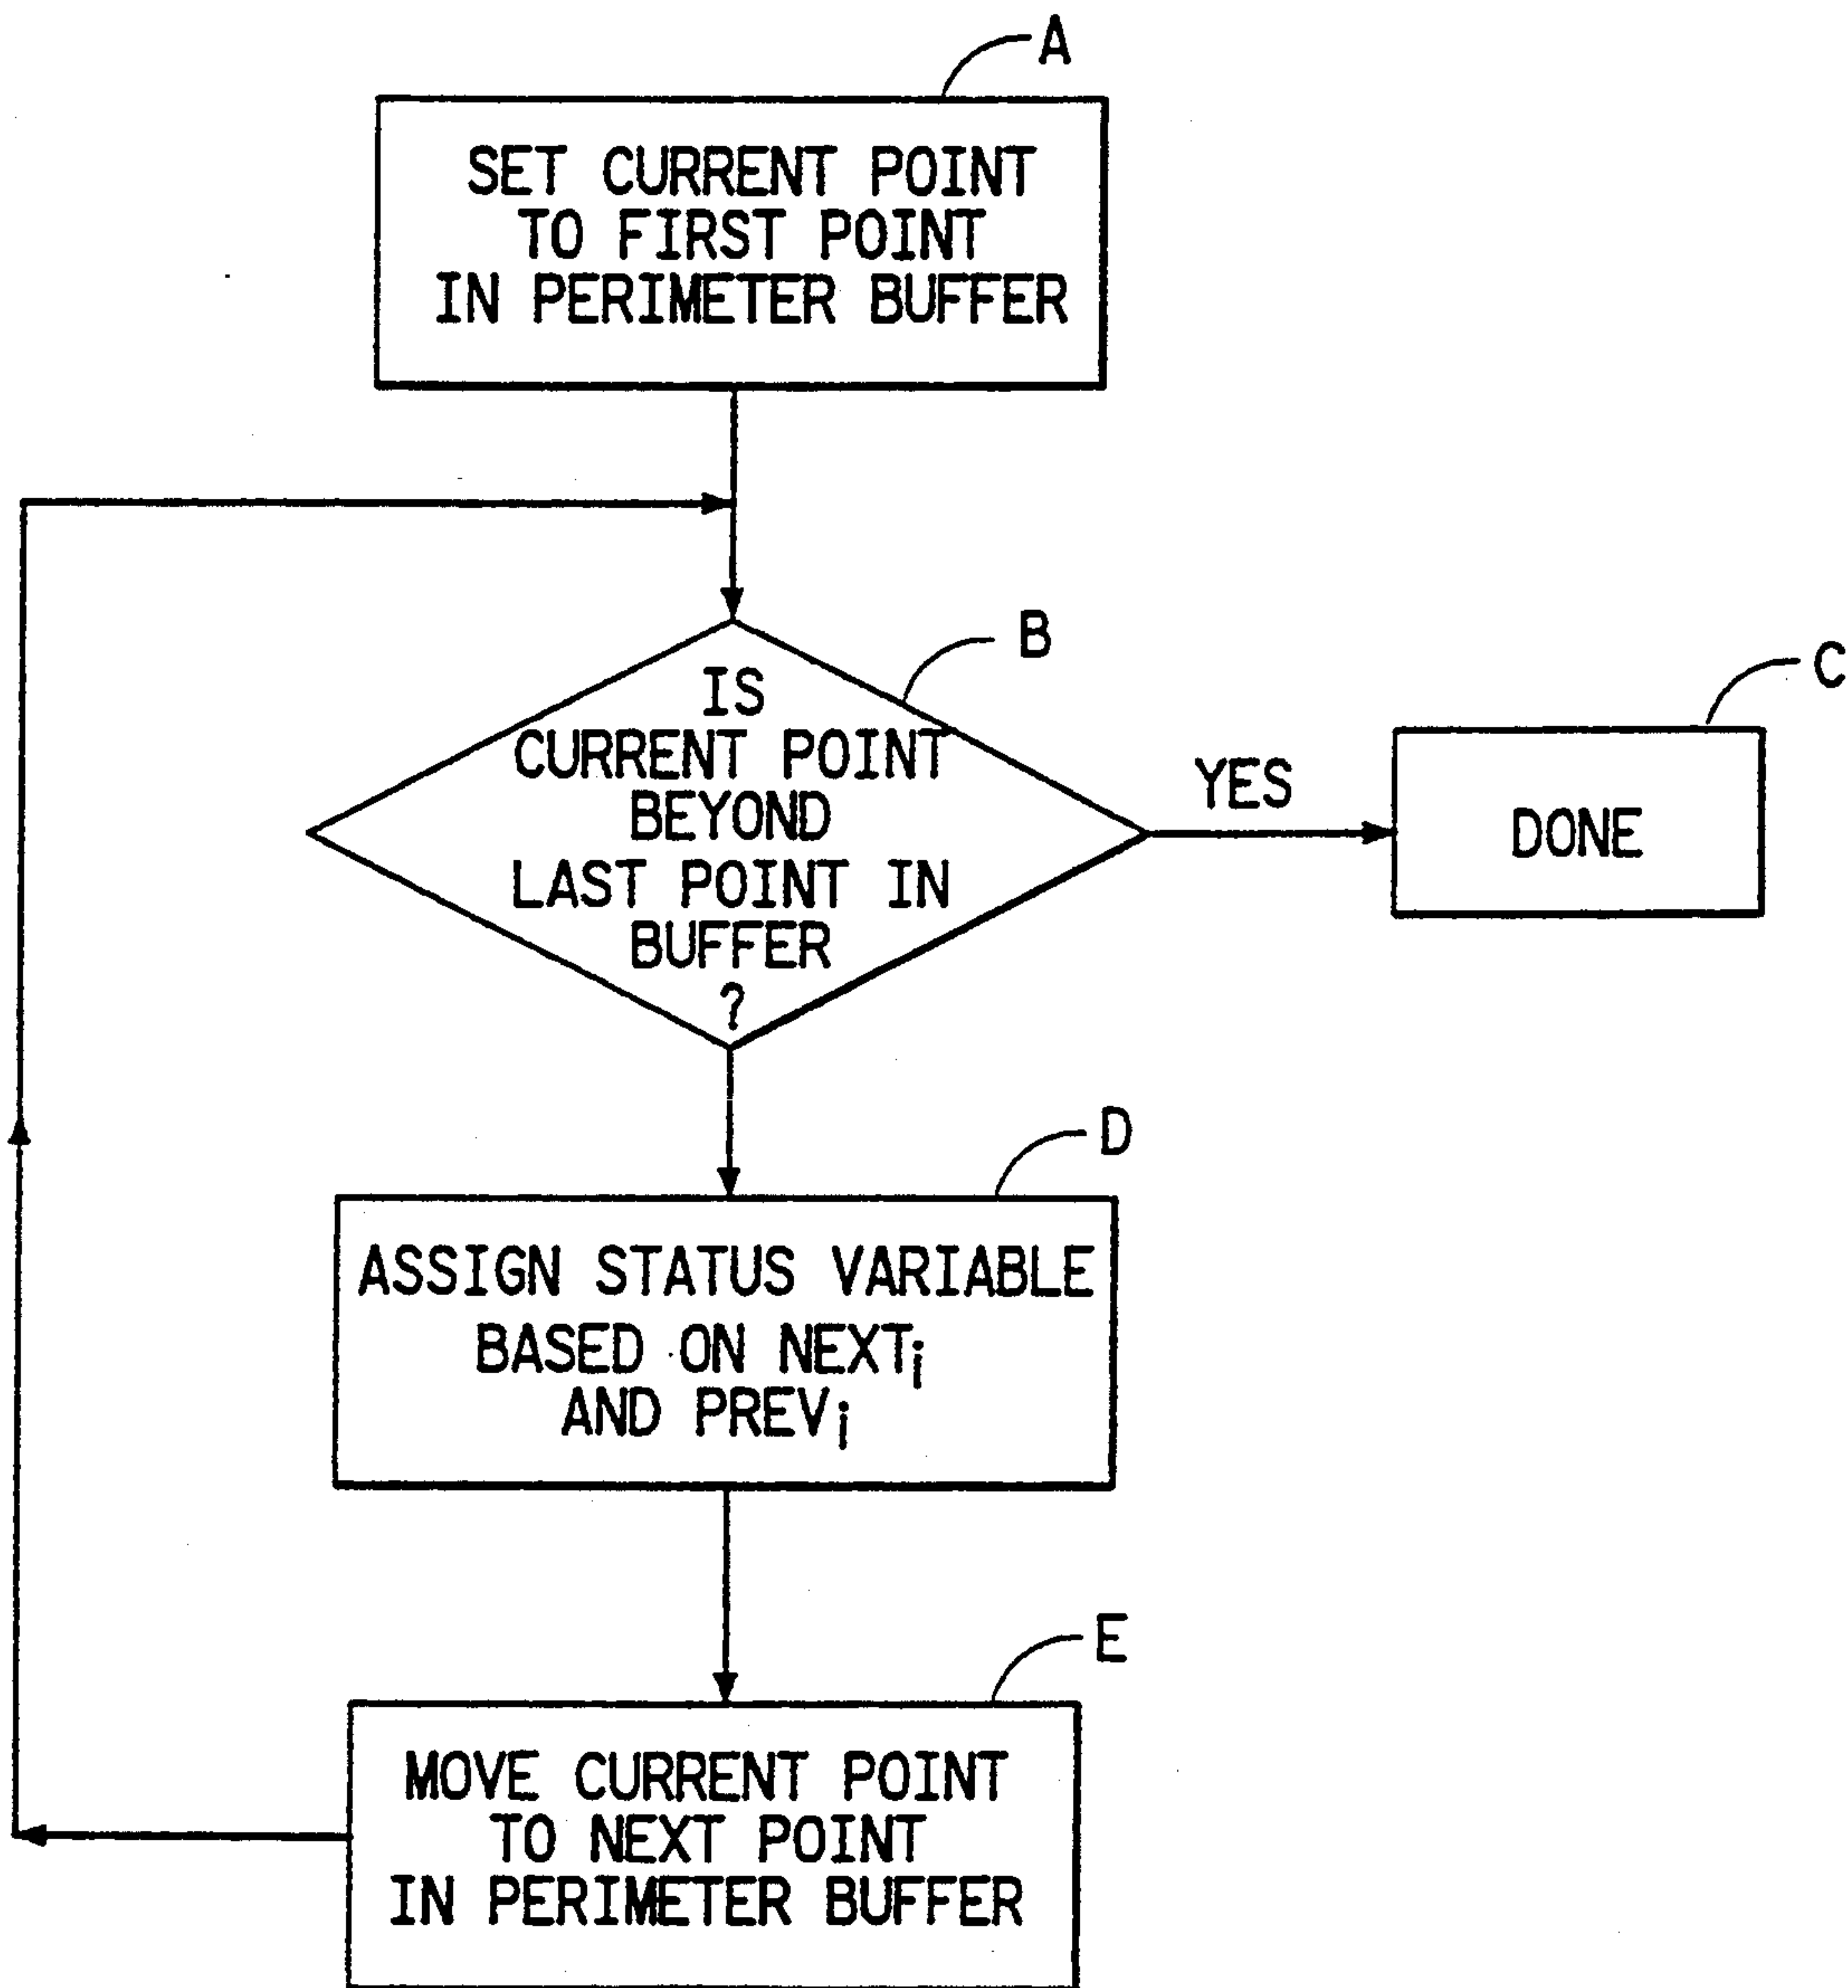 A
SET CURRENT POINT
TO FIRST POINT
IN PERIMETER BUFFER
B
IS
CURRENT POINT
BEYOND
LAST POINT IN
BUFFER
?
YES
C
DONE
D
ASSIGN STATUS VARIABLE
BASED ON NEXTᵢ
AND PREVᵢ
E
MOVE CURRENT POINT
TO NEXT POINT
IN PERIMETER BUFFER